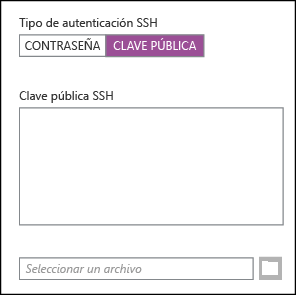 Tipo de autenticación SSH
CONTRASEÑA CLAVE PÚBLICA
Clave pública SSH
Seleccionar un archivo